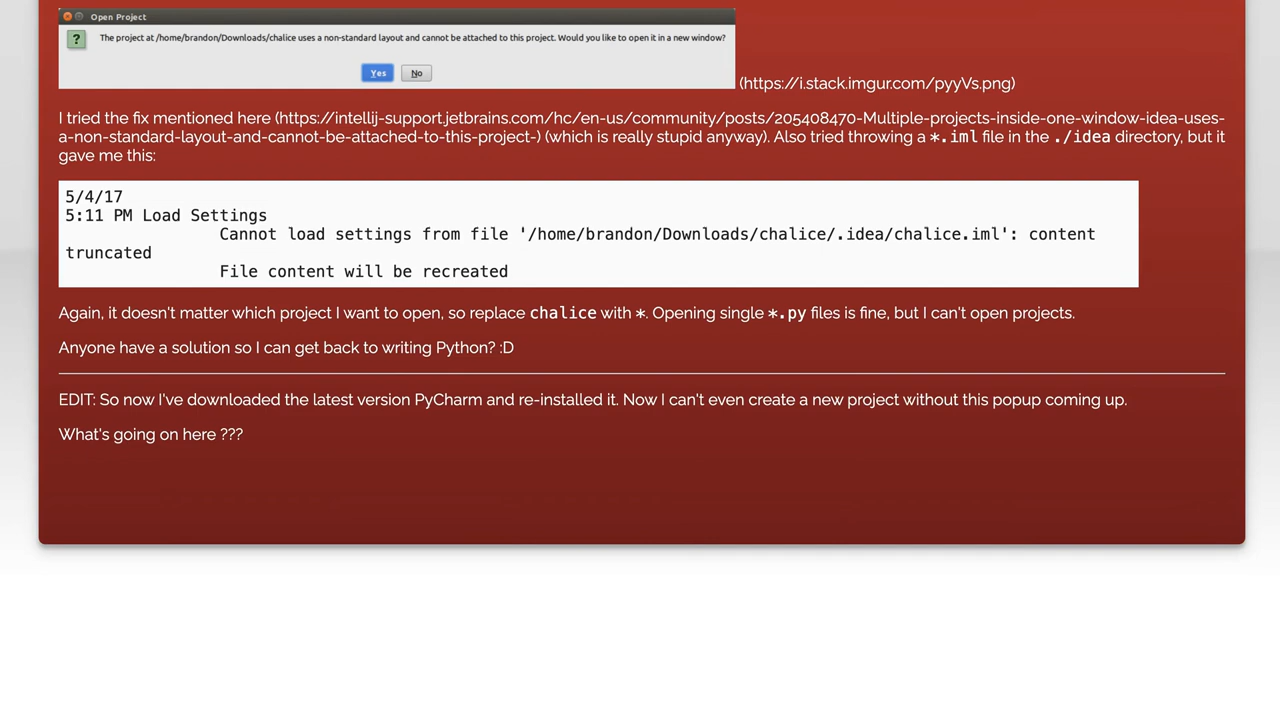 Open Project
The project at /home/brandon/Downloads/chalice uses a non-standard layout and cannot be attached to this project. Would you like to open it in a new window?
Yes No
(https://i.stack.imgur.com/pyyVs.png)
I tried the fix mentioned here (https://intellij-support.jetbrains.com/hc/en-us/community/posts/205408470-Multiple-projects-inside-one-window-idea-uses-
a-non-standard-layout-and-cannot-be-attached-to-this-project-) (which is really stupid anyway). Also tried throwing a *.iml file in the ./idea directory, but it
gave me this:
5/4/17
5:11 PM Load Settings
Cannot load settings from file '/home/brandon/Downloads/chalice/.idea/chalice.iml': content
truncated
File content will be recreated
Again, it doesn't matter which project I want to open, so replace chalice with *. Opening single *.py files is fine, but I can't open projects.
Anyone have a solution so I can get back to writing Python? :D
EDIT: So now I've downloaded the latest version PyCharm and re-installed it. Now I can't even create a new project without this popup coming up.
What's going on here ???